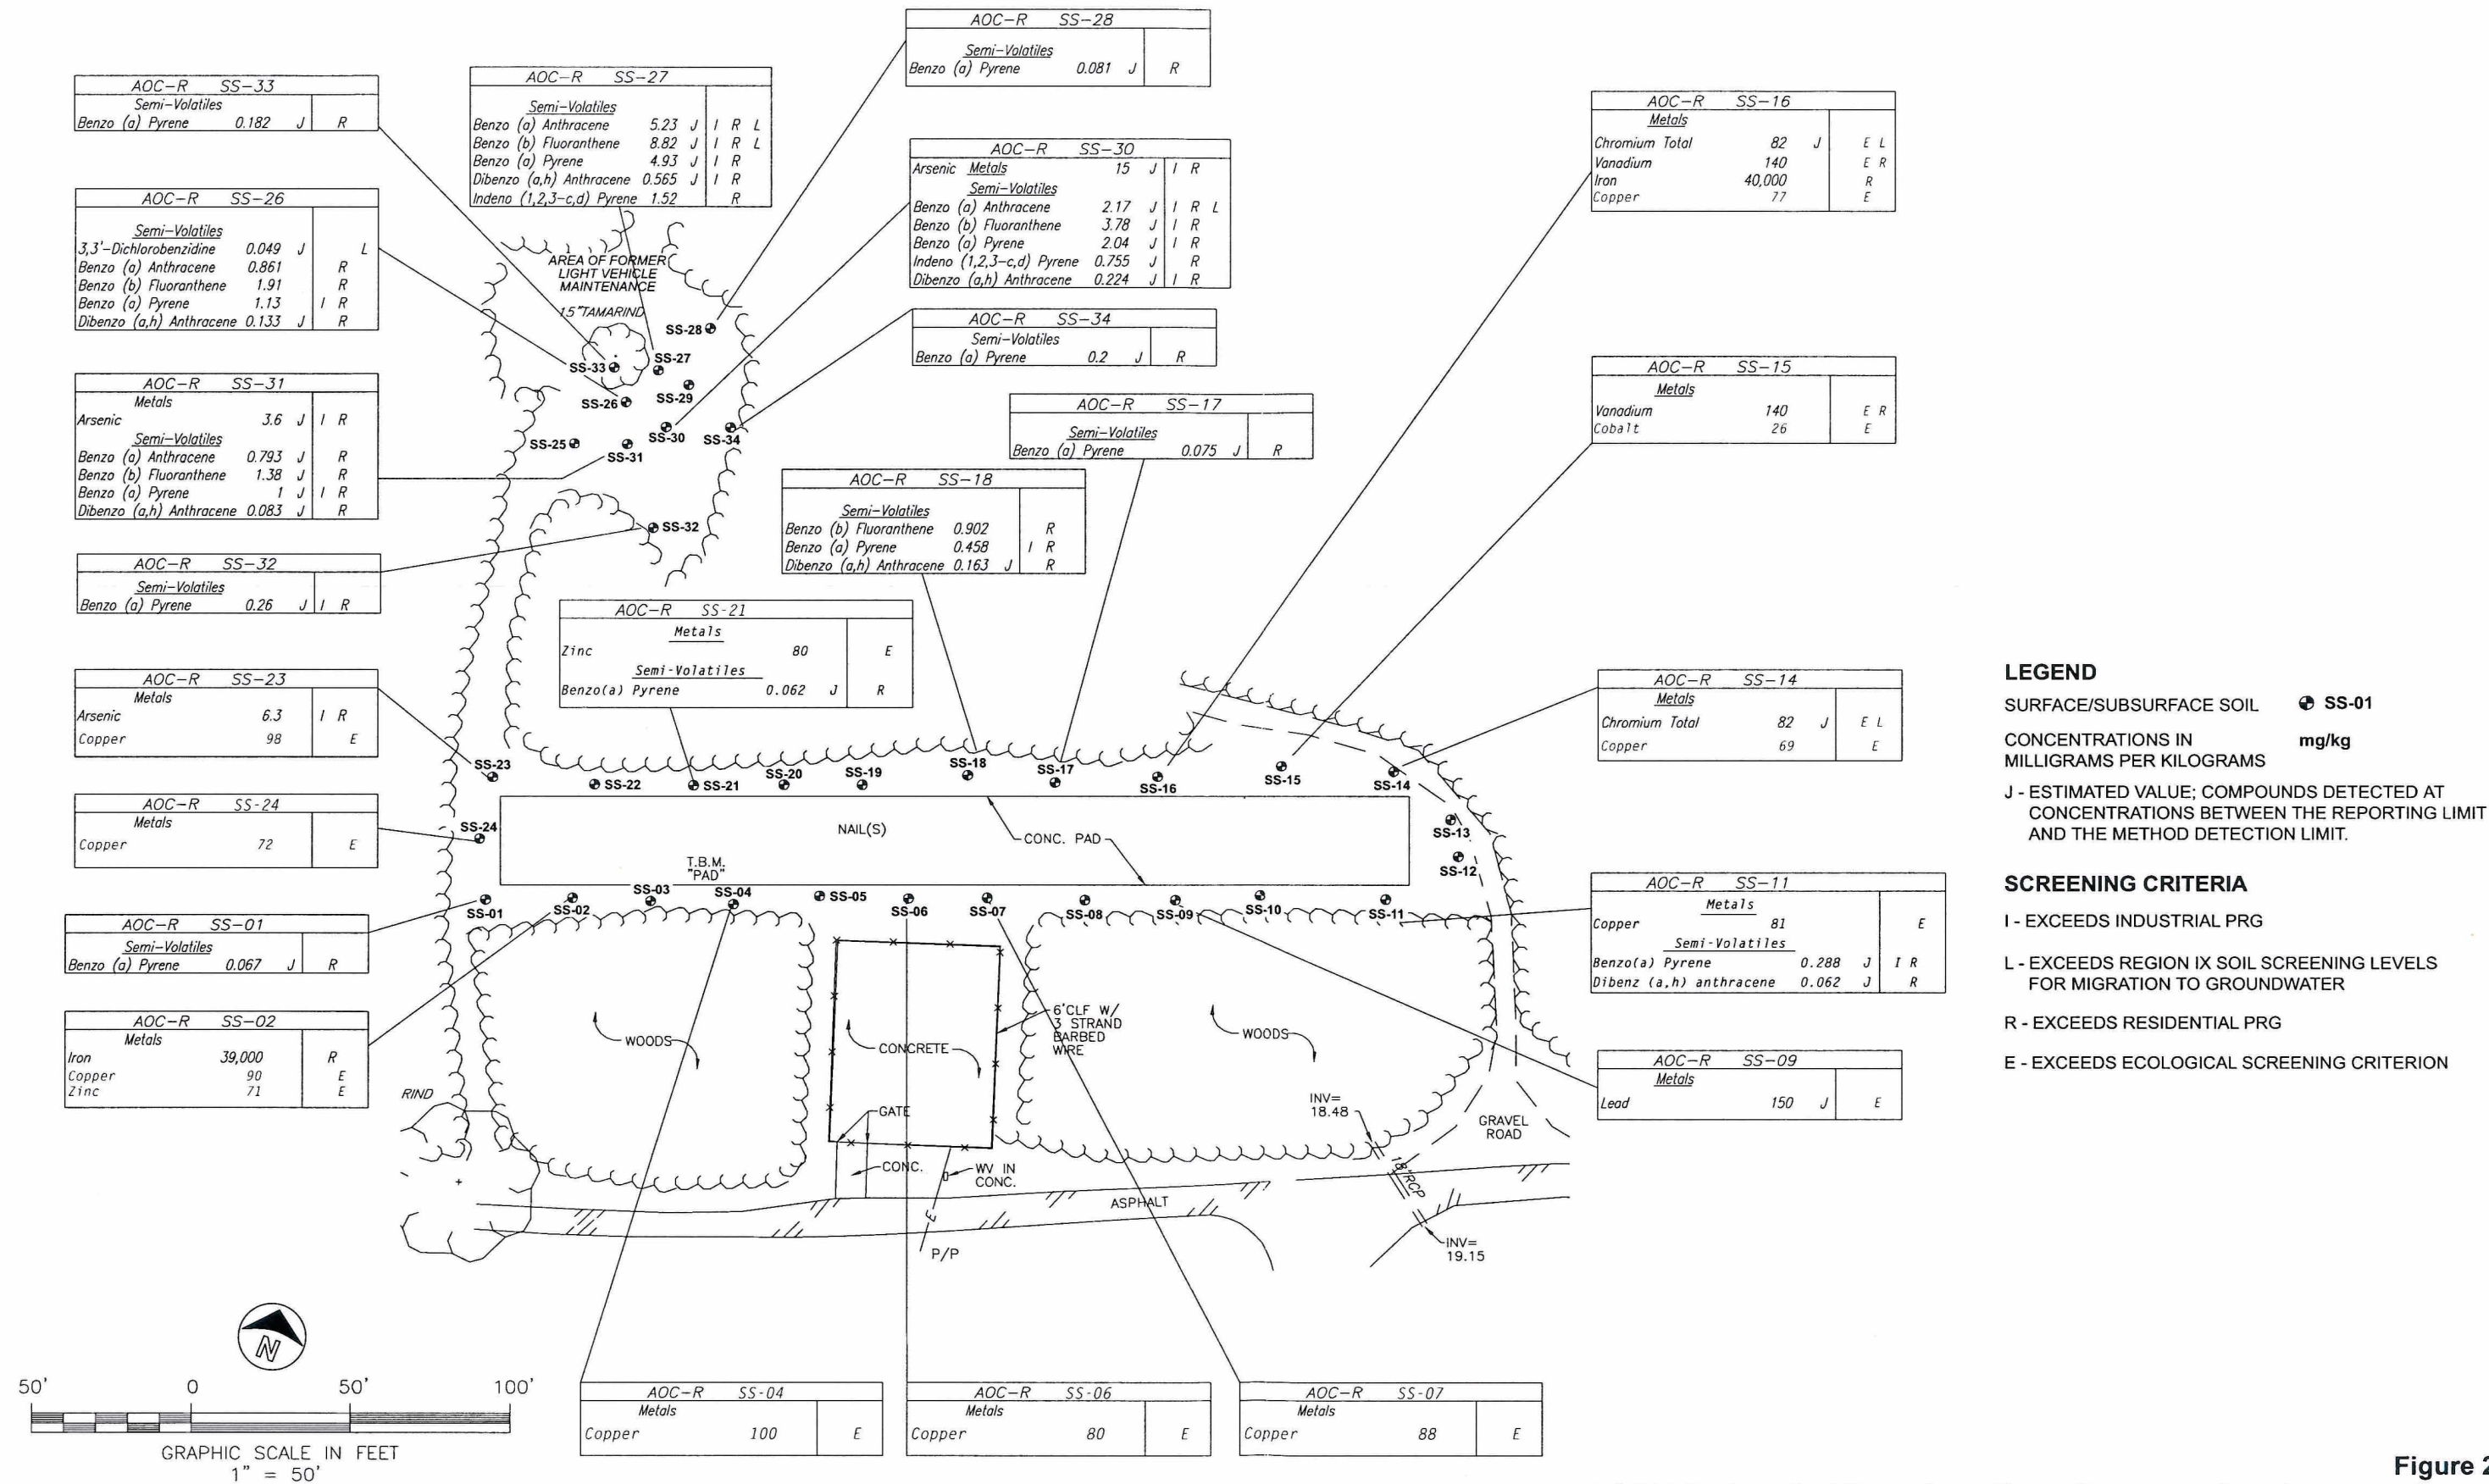 AOC-R SS-28
Semi-Volatiles
Benzo (a) Pyrene 0.081 J R
AOC-R SS-33
Semi-Volatiles
Benzo (a) Pyrene 0.182 J R
AOC-R SS-27
Semi-Volatiles
Benzo (a) Anthracene 5.23 J I R L
Benzo (b) Fluoranthene 8.82 J I R L
Benzo (a) Pyrene 4.93 J I R
Dibenzo (a,h) Anthracene 0.565 J I R
Indeno (1,2,3-c,d) Pyrene 1.52 R
AOC-R SS-16
Metals
Chromium Total 82 J E L
Vanadium 140 E R
Iron 40,000 R
Copper 77 E
AOC-R SS-30
Arsenic Metals 15 J I R
Semi-Volatiles
Benzo (a) Anthracene 2.17 J I R L
Benzo (b) Fluoranthene 3.78 J I R
Benzo (a) Pyrene 2.04 J I R
Indeno (1,2,3-c,d) Pyrene 0.755 J R
Dibenzo (a,h) Anthracene 0.224 J I R
AOC-R SS-26
Semi-Volatiles
3,3'-Dichlorobenzidine 0.049 J L
Benzo (a) Anthracene 0.861 R
Benzo (b) Fluoranthene 1.91 R
Benzo (a) Pyrene 1.13 I R
Dibenzo (a,h) Anthracene 0.133 J R
AREA OF FORMER
LIGHT VEHICLE
MAINTENANCE
15"TAMARIND
AOC-R SS-34
Semi-Volatiles
Benzo (a) Pyrene 0.2 J R
SS-28
SS-27
SS-33
SS-29
SS-26
SS-30
SS-34
SS-25
SS-31
SS-32
AOC-R SS-15
Metals
Vanadium 140 E R
Cobalt 26 E
AOC-R SS-31
Metals
Arsenic 3.6 J I R
Semi-Volatiles
Benzo (a) Anthracene 0.793 J R
Benzo (b) Fluoranthene 1.38 J R
Benzo (a) Pyrene 1 J I R
Dibenzo (a,h) Anthracene 0.083 J R
AOC-R SS-17
Semi-Volatiles
Benzo (a) Pyrene 0.075 J R
AOC-R SS-18
Semi-Volatiles
Benzo (b) Fluoranthene 0.902 R
Benzo (a) Pyrene 0.458 I R
Dibenzo (a,h) Anthracene 0.163 J R
AOC-R SS-32
Semi-Volatiles
Benzo (a) Pyrene 0.26 J I R
AOC-R SS-21
Metals
Zinc 80 E
Semi-Volatiles
Benzo(a) Pyrene 0.062 J R
AOC-R SS-23
Metals
Arsenic 6.3 I R
Copper 98 E
AOC-R SS-14
Metals
Chromium Total 82 J E L
Copper 69 E
LEGEND
SURFACE/SUBSURFACE SOIL SS-01
CONCENTRATIONS IN mg/kg
MILLIGRAMS PER KILOGRAMS
J - ESTIMATED VALUE; COMPOUNDS DETECTED AT
CONCENTRATIONS BETWEEN THE REPORTING LIMIT
AND THE METHOD DETECTION LIMIT.
SCREENING CRITERIA
I - EXCEEDS INDUSTRIAL PRG
L - EXCEEDS REGION IX SOIL SCREENING LEVELS
FOR MIGRATION TO GROUNDWATER
R - EXCEEDS RESIDENTIAL PRG
E - EXCEEDS ECOLOGICAL SCREENING CRITERION
SS-23
SS-22
SS-21
SS-20
SS-19
SS-18
SS-17
SS-16
SS-15
SS-14
SS-13
SS-12
AOC-R SS-24
Metals
Copper 72 E
SS-24
NAIL(S)
CONC. PAD
T.B.M.
"PAD"
SS-01
SS-02
SS-03
SS-04
SS-05
SS-06
SS-07
SS-08
SS-09
SS-10
SS-11
AOC-R SS-11
Metals
Copper 81 E
Semi-Volatiles
Benzo(a) Pyrene 0.288 J I R
Dibenz (a,h) anthracene 0.062 J R
AOC-R SS-01
Semi-Volatiles
Benzo (a) Pyrene 0.067 J R
AOC-R SS-02
Metals
Iron 39,000 R
Copper 90 E
Zinc 71 E
WOODS
CONCRETE
6'CLF W/
3 STRAND
BARBED
WIRE
WOODS
AOC-R SS-09
Metals
Lead 150 J E
RIND
GATE
INV=
18.48
GRAVEL
ROAD
CONC.
WV IN
CONC.
18"RCP
ASPHALT
E
P/P
INV=
19.15
N
50' 0 50' 100'
GRAPHIC SCALE IN FEET
1" = 50'
AOC-R SS-04
Metals
Copper 100 E
AOC-R SS-06
Metals
Copper 80 E
AOC-R SS-07
Metals
Copper 88 E
Figure 2